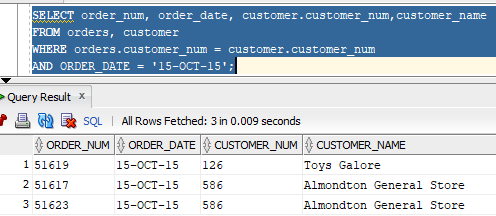 SELECT order_num, order_date, customer.customer_num,customer_name
FROM orders, customer
WHERE orders.customer_num = customer.customer_num
AND ORDER_DATE = '15-OCT-15';
Query Result x
SQL | All Rows Fetched: 3 in 0.009 seconds
ORDER_NUM ORDER_DATE CUSTOMER_NUM CUSTOMER_NAME
1 51619 15-OCT-15 126 Toys Galore
2 51617 15-OCT-15 586 Almondton General Store
3 51623 15-OCT-15 586 Almondton General Store